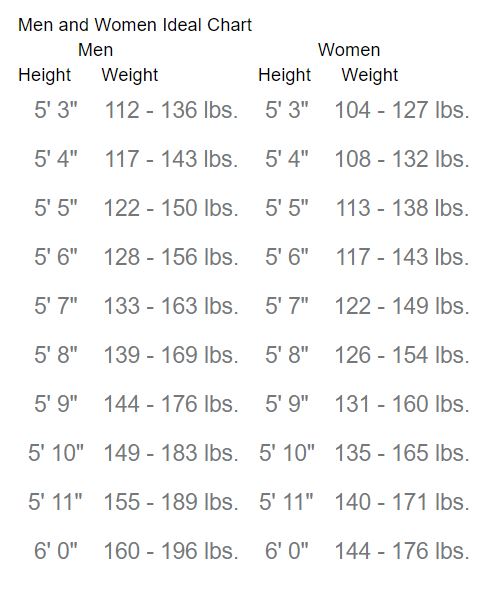 Men and Women Ideal Chart
Men Women
Height Weight Height Weight
5' 3" 112 - 136 lbs. 5' 3" 104 - 127 lbs.
5' 4" 117 - 143 lbs. 5' 4" 108 - 132 lbs.
5' 5" 122 - 150 lbs. 5' 5" 113 - 138 lbs.
5' 6" 128 - 156 lbs. 5' 6" 117 - 143 lbs.
5' 7" 133 - 163 lbs. 5' 7" 122 - 149 lbs.
5' 8" 139 - 169 lbs. 5' 8" 126 - 154 lbs.
5' 9" 144 - 176 lbs. 5' 9" 131 - 160 lbs.
5' 10" 149 - 183 lbs. 5' 10" 135 - 165 lbs.
5' 11" 155 - 189 lbs. 5' 11" 140 - 171 lbs.
6' 0" 160 - 196 lbs. 6' 0" 144 - 176 lbs.